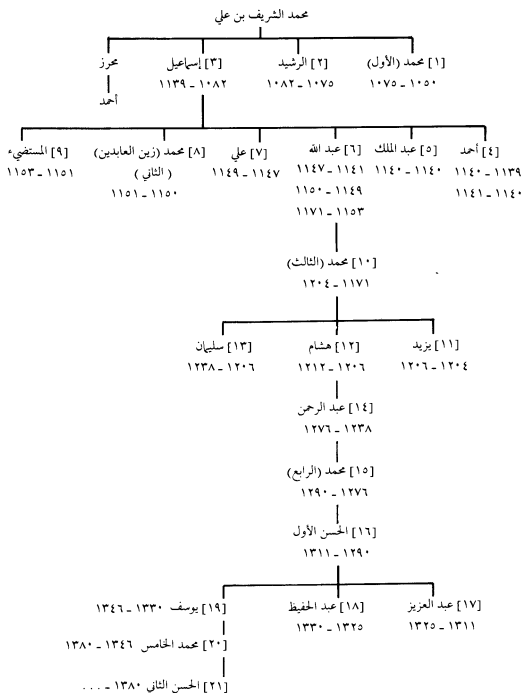 محمد الشريف بن علي
[١] محمد (الأول)
١٠٥٠ ـ ١٠٧٥
[٢] الرشيد
١٠٧٥ ـ ١٠٨٢
[٣] إسماعيل
١٠٨٢ ـ ١١٣٩
محرز
أحمد
[٤] أحمد
١١٣٩ ـ ١١٤٠
١١٤٠ ـ ١١٤١
[٥] عبد الملك
١١٤٠ ـ ١١٤٠
[٦] عبد الله
١١٤١ ـ ١١٤٧
١١٤٩ ـ ١١٥٠
١١٥٣ ـ ١١٧١
[٧] علي
١١٤٧ ـ ١١٤٩
[٨] محمد (زين العابدين)
(الثاني)
١١٥٠ ـ ١١٥١
[٩] المستضيء
١١٥١ ـ ١١٥٣
[١٠] محمد (الثالث)
١١٧١ ـ ١٢٠٤
[١١] يزيد
١٢٠٤ ـ ١٢٠٦
[١٢] هشام
١٢٠٦ ـ ١٢١٢
[١٣] سليمان
١٢٠٦ ـ ١٢٣٨
[١٤] عبد الرحمن
١٢٣٨ ـ ١٢٧٦
[١٥] محمد (الرابع)
١٢٧٦ ـ ١٢٩٠
[١٦] الحسن الأول
١٢٩٠ ـ ١٣١١
[١٧] عبد العزيز
١٣١١ ـ ١٣٢٥
[١٨] عبد الحفيظ
١٣٢٥ ـ ١٣٣٠
[١٩] يوسف ١٣٣٠ ـ ١٣٤٦
[٢٠] محمد الخامس ١٣٤٦ ـ ١٣٨٠
[٢١] الحسن الثاني ١٣٨٠ ـ ...